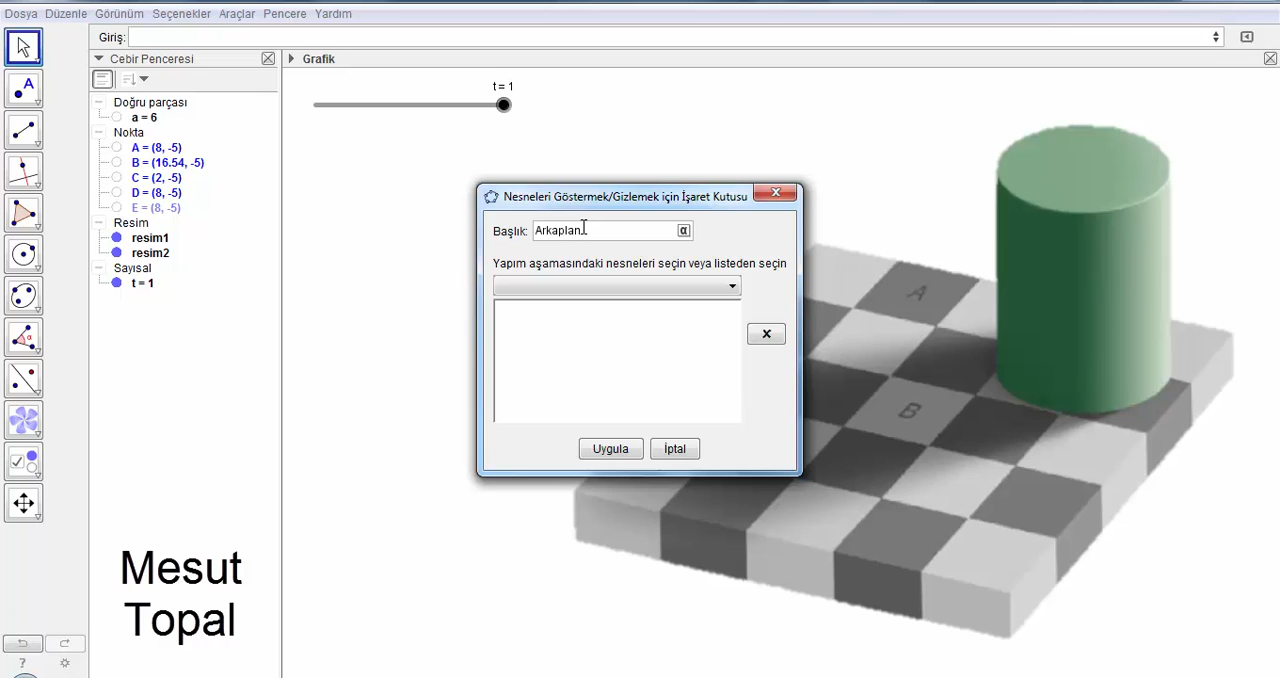 Dosya Düzenle Görünüm Seçenekler Araçlar Pencere Yardım
Giriş:
Cebir Penceresi
Grafik
Doğru parçası
a = 6
Nokta
A = (8, -5)
B = (16.54, -5)
C = (2, -5)
D = (8, -5)
E = (8, -5)
Resim
resim1
resim2
Sayısal
t = 1
t = 1
Nesneleri Göstermek/Gizlemek için İşaret Kutusu
Başlık: Arkaplan α
Yapım aşamasındaki nesneleri seçin veya listeden seçin
Uygula İptal
A
B
A
α
Mesut
Topal
?